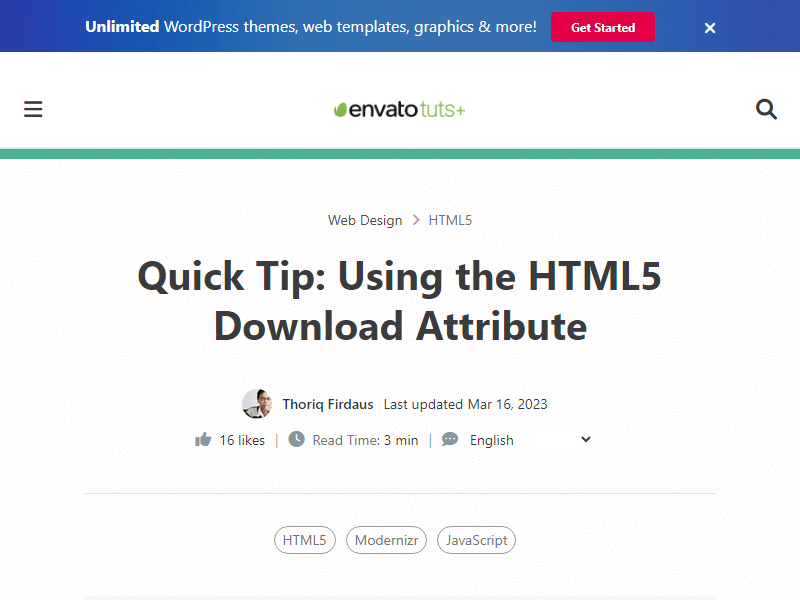 Unlimited WordPress themes, web templates, graphics & more! Get Started
envato tuts+
Web Design HTML5
Quick Tip: Using the HTML5
Download Attribute
Thoriq Firdaus Last updated Mar 16, 2023
16 likes | Read Time: 3 min | English
HTML5 Modernizr JavaScript